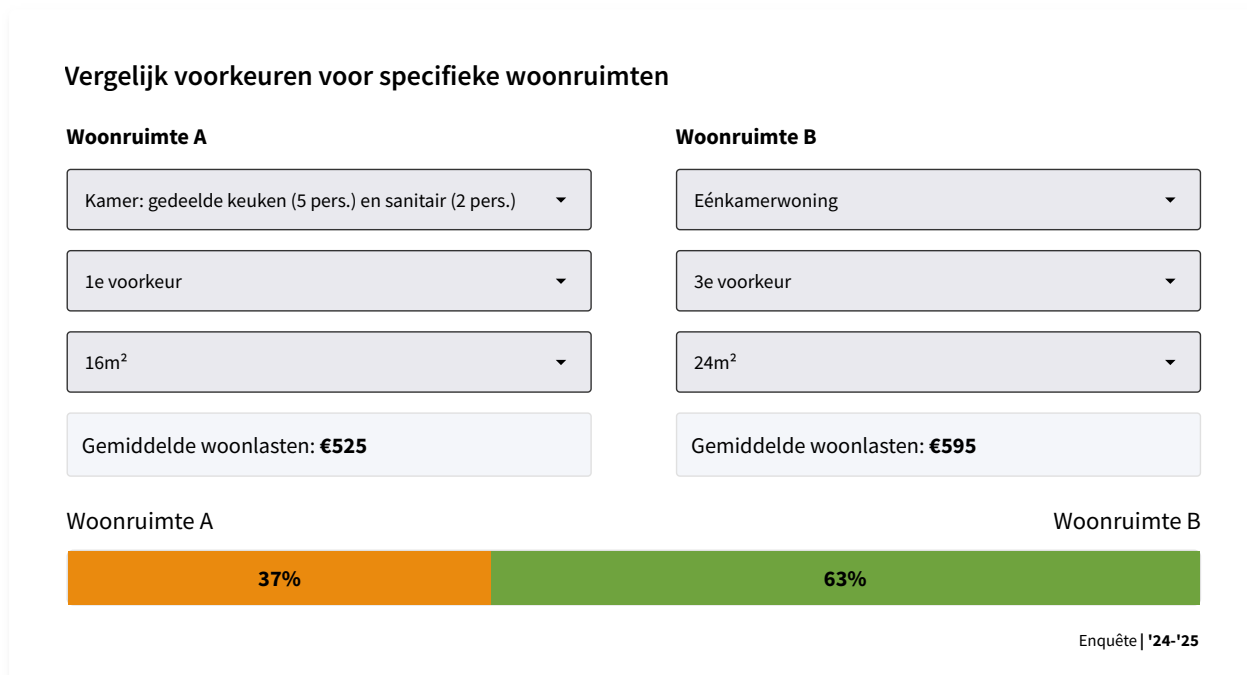 Vergelijk voorkeuren voor specifieke woonruimten
Woonruimte A
Kamer: gedeelde keuken (5 pers.) en sanitair (2 pers.)
1e voorkeur
16m²
Gemiddelde woonlasten: €525
Woonruimte B
Eénkamerwoning
3e voorkeur
24m²
Gemiddelde woonlasten: €595
Woonruimte A
Woonruimte B
37%
63%
Enquête | '24-'25